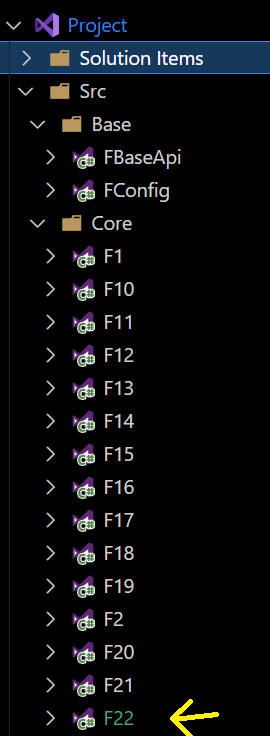 Project
Solution Items
Src
Base
FBaseApi
FConfig
Core
F1
F10
F11
F12
F13
F14
F15
F16
F17
F18
F19
F2
F20
F21
F22